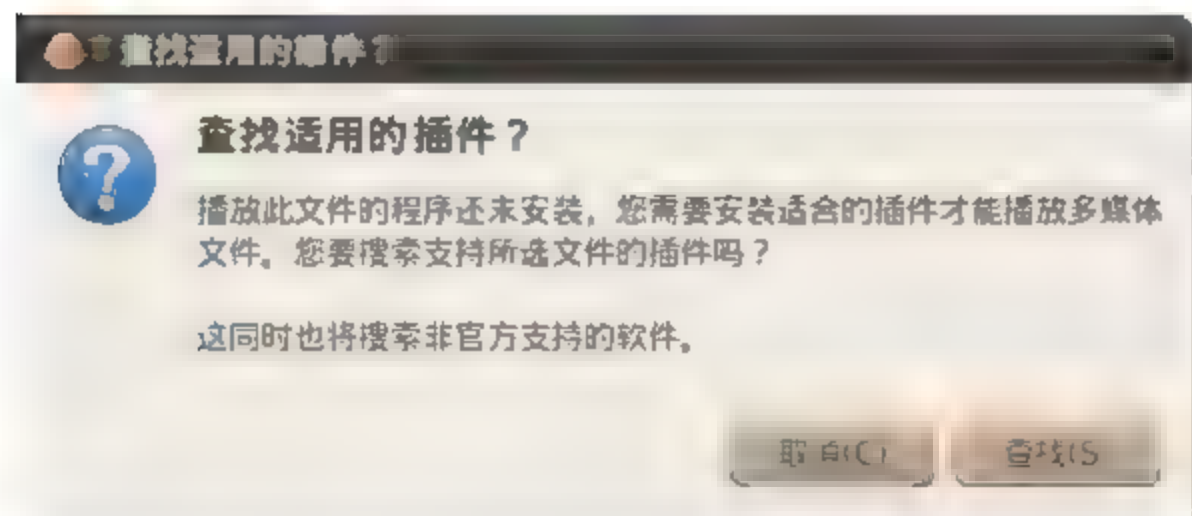 查找适用的插件？
查找适用的插件？
播放此文件的程序还未安装，您需要安装适合的插件才能播放多媒体
文件。您要搜索支持所选文件的插件吗？
这同时也将搜索非官方支持的软件。
查找(S